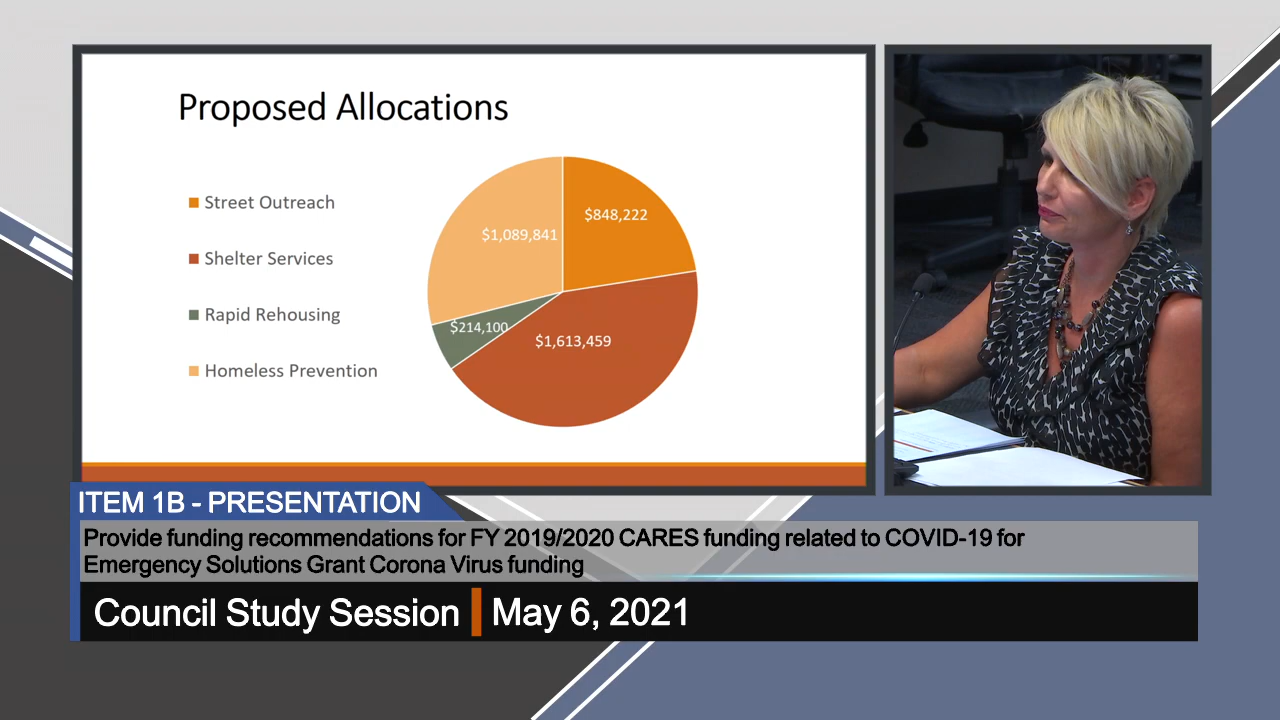 Proposed Allocations
Street Outreach
Shelter Services
Rapid Rehousing
Homeless Prevention
$848,222
$1,089,841
$214,100
$1,613,459
ITEM 1B - PRESENTATION
Provide funding recommendations for FY 2019/2020 CARES funding related to COVID-19 for
Emergency Solutions Grant Corona Virus funding
Council Study Session May 6, 2021